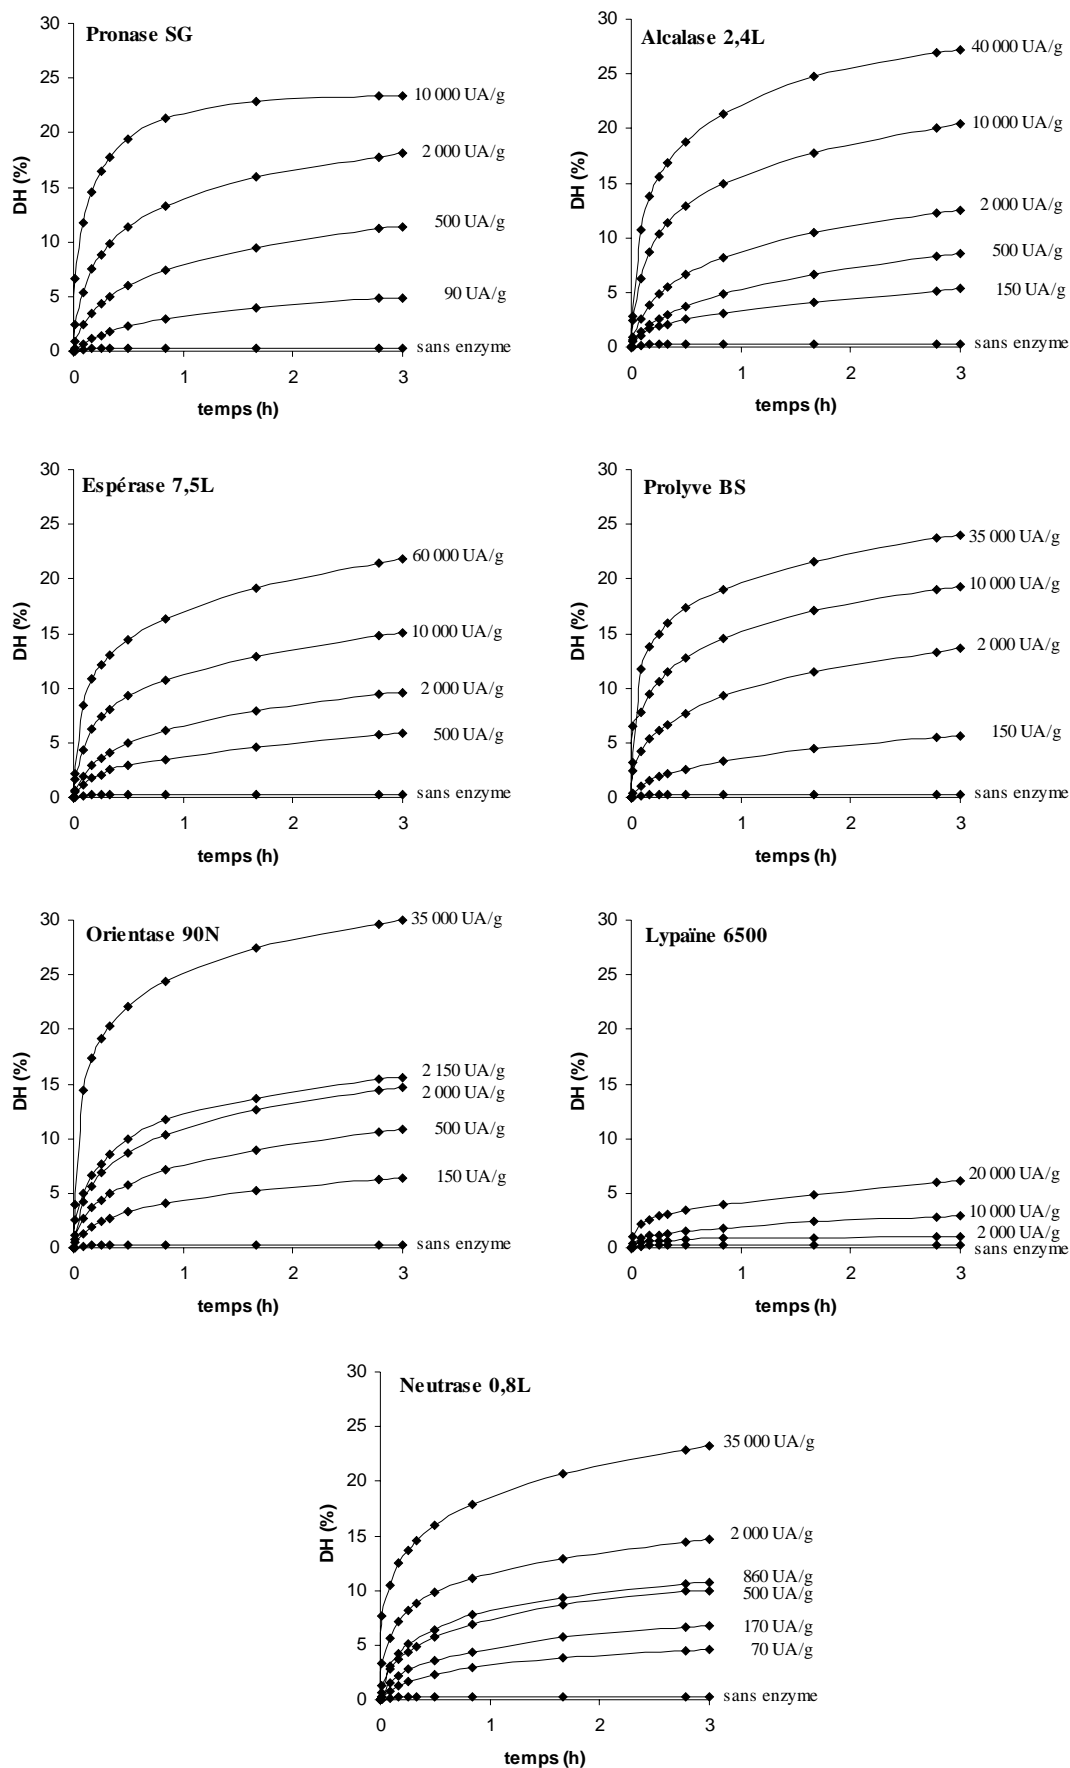 Pronase SG
DH (%)
30
25
20
15
10
5
0
10 000 UA/g
2 000 UA/g
500 UA/g
90 UA/g
sans enzyme
0 1 2 3
temps (h)
Alcalase 2,4L
DH (%)
30
25
20
15
10
5
0
40 000 UA/g
10 000 UA/g
2 000 UA/g
500 UA/g
150 UA/g
sans enzyme
0 1 2 3
temps (h)
Espérase 7,5L
DH (%)
30
25
20
15
10
5
0
60 000 UA/g
10 000 UA/g
2 000 UA/g
500 UA/g
sans enzyme
0 1 2 3
temps (h)
Prolyve BS
DH (%)
30
25
20
15
10
5
0
35 000 UA/g
10 000 UA/g
2 000 UA/g
150 UA/g
sans enzyme
0 1 2 3
temps (h)
Orientase 90N
DH (%)
30
25
20
15
10
5
0
35 000 UA/g
2 150 UA/g
2 000 UA/g
500 UA/g
150 UA/g
sans enzyme
0 1 2 3
temps (h)
Lypaïne 6500
DH (%)
30
25
20
15
10
5
0
20 000 UA/g
10 000 UA/g
2 000 UA/g
sans enzyme
0 1 2 3
temps (h)
Neutrase 0,8L
DH (%)
30
25
20
15
10
5
0
35 000 UA/g
2 000 UA/g
860 UA/g
500 UA/g
170 UA/g
70 UA/g
sans enzyme
0 1 2 3
temps (h)